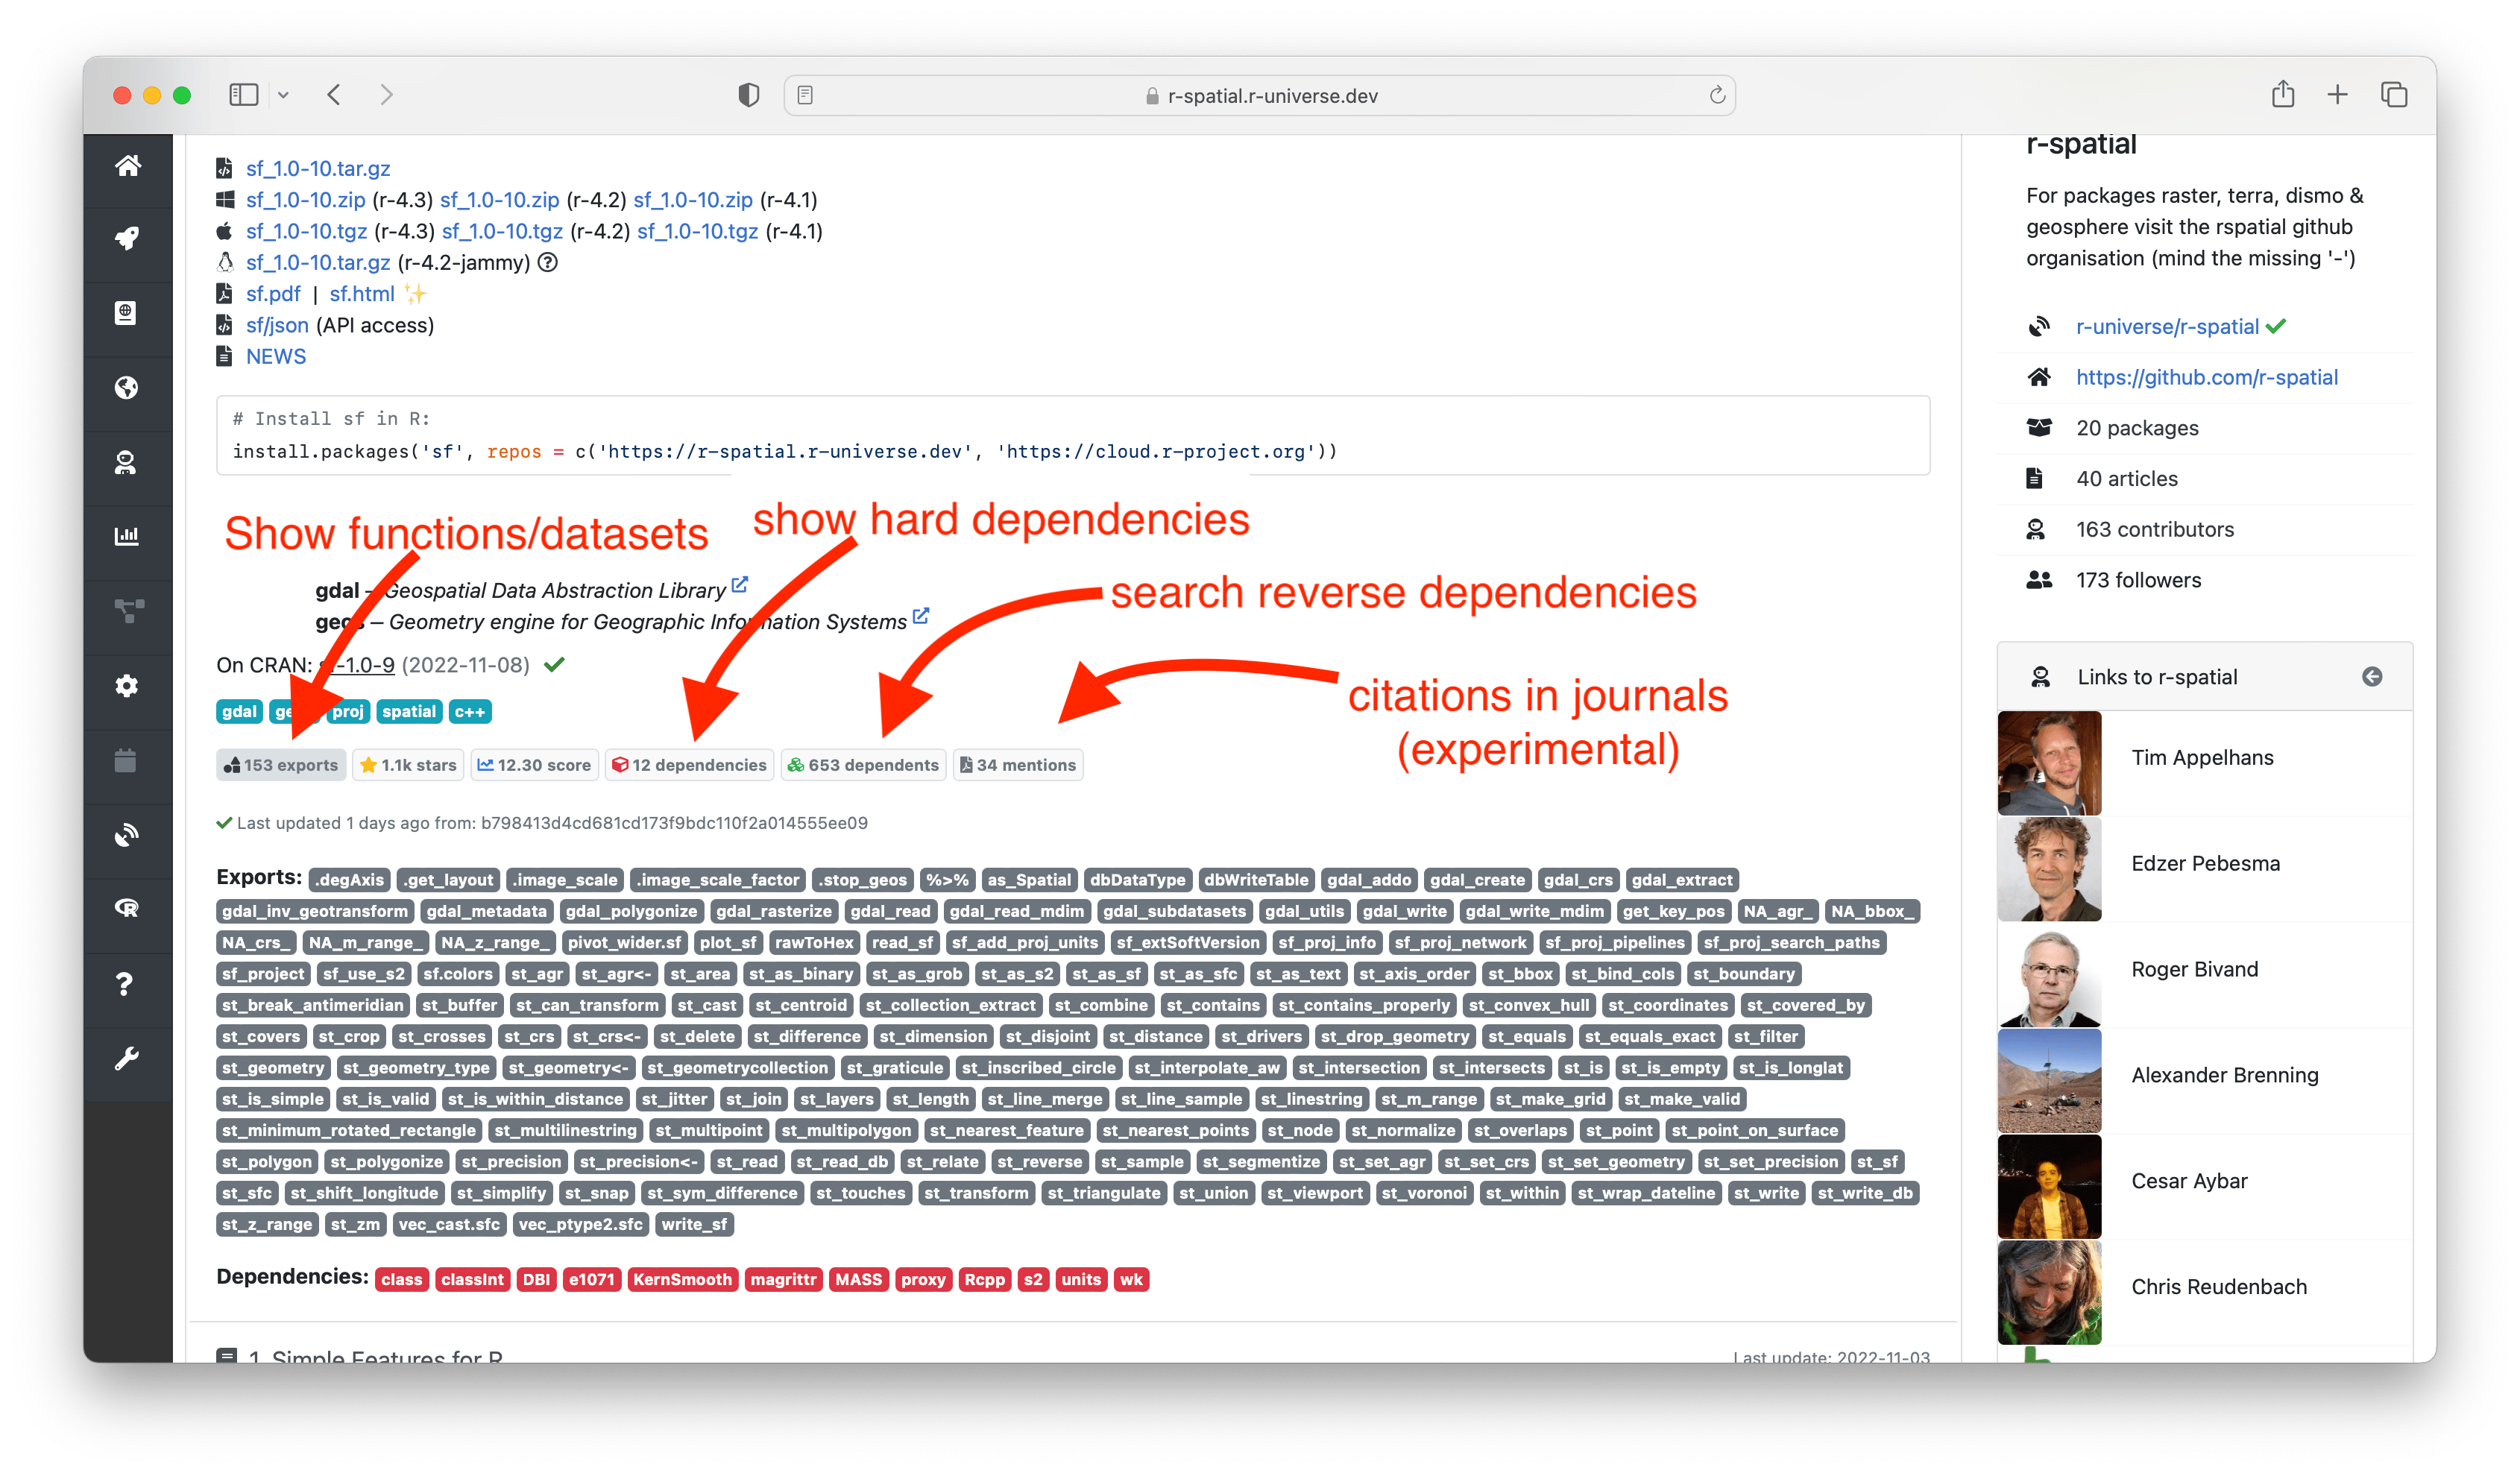 r-spatial.r-universe.dev
sf_1.0-10.tar.gz
sf_1.0-10.zip (r-4.3) sf_1.0-10.zip (r-4.2) sf_1.0-10.zip (r-4.1)
sf_1.0-10.tgz (r-4.3) sf_1.0-10.tgz (r-4.2) sf_1.0-10.tgz (r-4.1)
sf_1.0-10.tar.gz (r-4.2-jammy)
sf.pdf | sf.html
sf/json (API access)
NEWS
# Install sf in R:
install.packages('sf', repos = c('https://r-spatial.r-universe.dev', 'https://cloud.r-project.org'))
Show functions/datasets
show hard dependencies
search reverse dependencies
citations in journals
(experimental)
gdal – Geospatial Data Abstraction Library
geos – Geometry engine for Geographic Information Systems
On CRAN: sf-1.0-9 (2022-11-08)
gdal geos proj spatial c++
153 exports 1.1k stars 12.30 score 12 dependencies 653 dependents 34 mentions
Last updated 1 days ago from: b798413d4cd681cd173f9bdc110f2a014555ee09
Exports: .degAxis .get_layout .image_scale .image_scale_factor .stop_geos %>% as_Spatial dbDataType dbWriteTable gdal_addo gdal_create gdal_crs gdal_extract
gdal_inv_geotransform gdal_metadata gdal_polygonize gdal_rasterize gdal_read gdal_read_mdim gdal_subdatasets gdal_utils gdal_write gdal_write_mdim get_key_pos NA_agr_ NA_bbox_
NA_crs_ NA_m_range_ NA_z_range_ pivot_wider.sf plot_sf rawToHex read_sf sf_add_proj_units sf_extSoftVersion sf_proj_info sf_proj_network sf_proj_pipelines sf_proj_search_paths
sf_project sf_use_s2 sf.colors st_agr st_agr<- st_area st_as_binary st_as_grob st_as_s2 st_as_sf st_as_sfc st_as_text st_axis_order st_bbox st_bind_cols st_boundary
st_break_antimeridian st_buffer st_can_transform st_cast st_centroid st_collection_extract st_combine st_contains st_contains_properly st_convex_hull st_coordinates st_covered_by
st_covers st_crop st_crosses st_crs st_crs<- st_delete st_difference st_dimension st_disjoint st_distance st_drivers st_drop_geometry st_equals st_equals_exact st_filter
st_geometry st_geometry_type st_geometry<- st_geometrycollection st_graticule st_inscribed_circle st_interpolate_aw st_intersection st_intersects st_is st_is_empty st_is_longlat
st_is_simple st_is_valid st_is_within_distance st_jitter st_join st_layers st_length st_line_merge st_line_sample st_linestring st_m_range st_make_grid st_make_valid
st_minimum_rotated_rectangle st_multilinestring st_multipoint st_multipolygon st_nearest_feature st_nearest_points st_node st_normalize st_overlaps st_point st_point_on_surface
st_polygon st_polygonize st_precision st_precision<- st_read st_read_db st_relate st_reverse st_sample st_segmentize st_set_agr st_set_crs st_set_geometry st_set_precision st_sf
st_sfc st_shift_longitude st_simplify st_snap st_sym_difference st_touches st_transform st_triangulate st_union st_viewport st_voronoi st_within st_wrap_dateline st_write st_write_db
st_z_range st_zm vec_cast.sfc vec_ptype2.sfc write_sf
Dependencies: class classInt DBI e1071 KernSmooth magrittr MASS proxy Rcpp s2 units wk
1. Simple Features for R
Last update: 2022-11-03
r-spatial
For packages raster, terra, dismo &
geosphere visit the rspatial github
organisation (mind the missing '-')
r-universe/r-spatial
https://github.com/r-spatial
20 packages
40 articles
163 contributors
173 followers
Links to r-spatial
Tim Appelhans
Edzer Pebesma
Roger Bivand
Alexander Brenning
Cesar Aybar
Chris Reudenbach